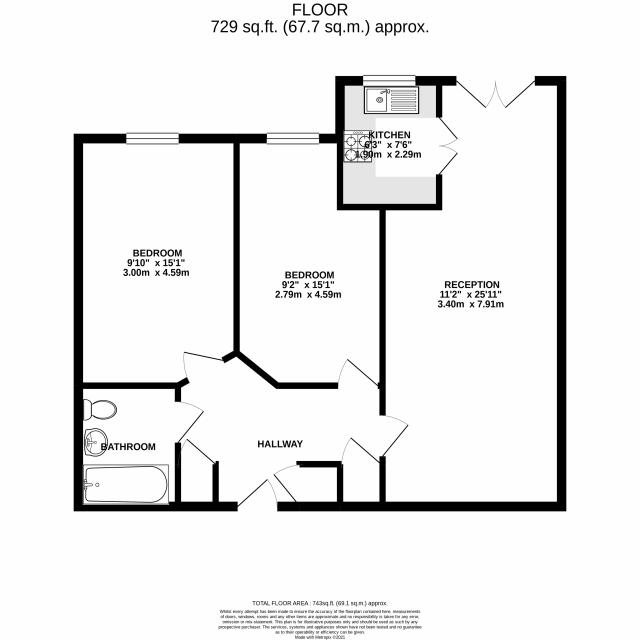 FLOOR
729 sq.ft. (67.7 sq.m.) approx.
KITCHEN
6'3" x 7'6"
1.90m x 2.29m
BEDROOM
9'10" x 15'1"
3.00m x 4.59m
BEDROOM
9'2" x 15'1"
2.79m x 4.59m
RECEPTION
11'2" x 25'11"
3.40m x 7.91m
BATHROOM
HALLWAY
TOTAL FLOOR AREA : 743sq.ft. (69.1 sq.m.) approx.
Whilst every attempt has been made to ensure the accuracy of the floorplan contained here, measurements
of doors, windows, rooms and any other items are approximate and no responsibility is taken for any error,
omission or mis-statement. This plan is for illustrative purposes only and should be used as such by any
prospective purchaser. The services, systems and appliances shown have not been tested and no guarantee
as to their operability or efficiency can be given.
Made with Metropix ©2021